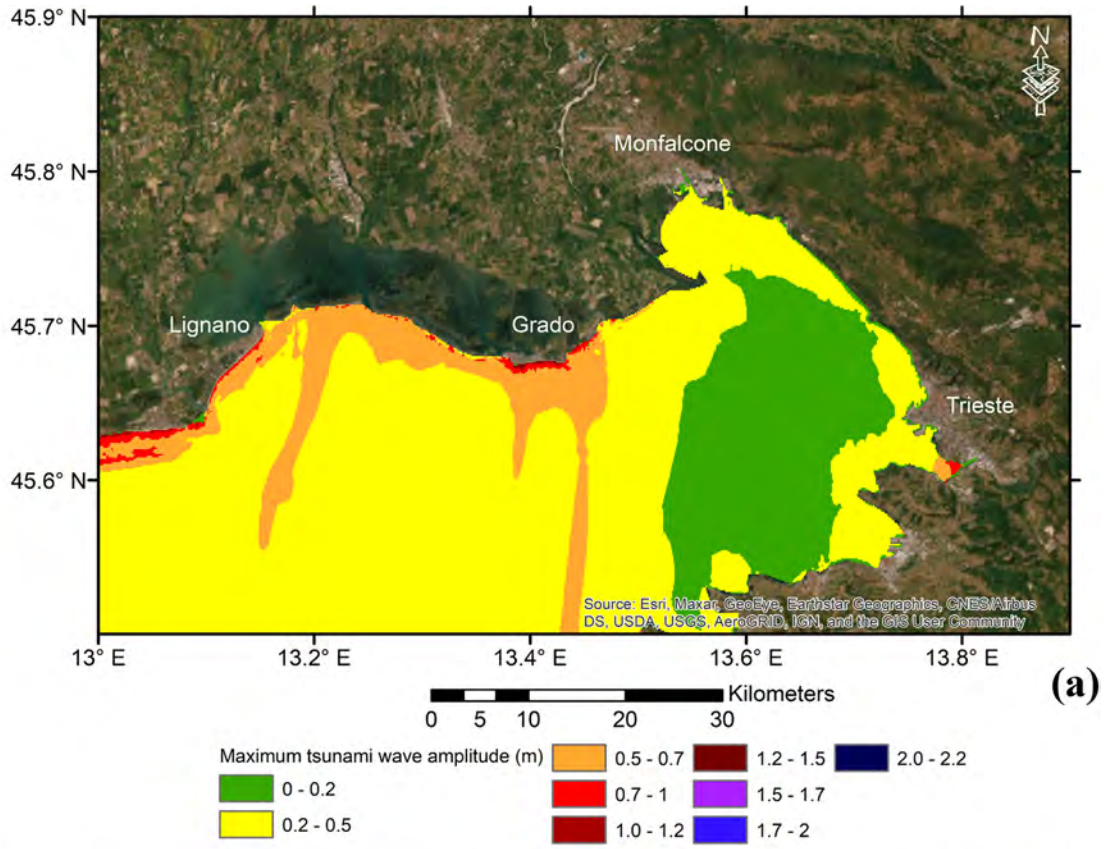 45.9° N
N
Monfalcone
45.8° N
Lignano
Grado
45.7° N
Trieste
45.6° N
Source: Esri, Maxar, GeoEye, Earthstar Geographics, CNES/Airbus
DS, USDA, USGS, AeroGRID, IGN, and the GIS User Community
13° E 13.2° E 13.4° E 13.6° E 13.8° E
(a)
Kilometers
0 5 10 20 30
Maximum tsunami wave amplitude (m)
0 - 0.2
0.2 - 0.5
0.5 - 0.7
0.7 - 1
1.0 - 1.2
1.2 - 1.5
1.5 - 1.7
1.7 - 2
2.0 - 2.2